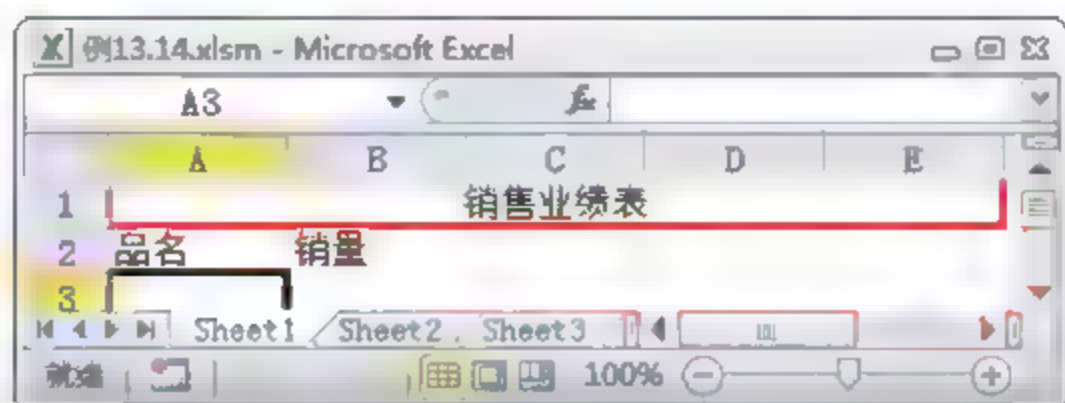 例13.14.xlsm - Microsoft Excel
A3 fx
A B C D E
1 销售业绩表
2 品名 销量
3
Sheet1 Sheet2 Sheet3
就绪 100%